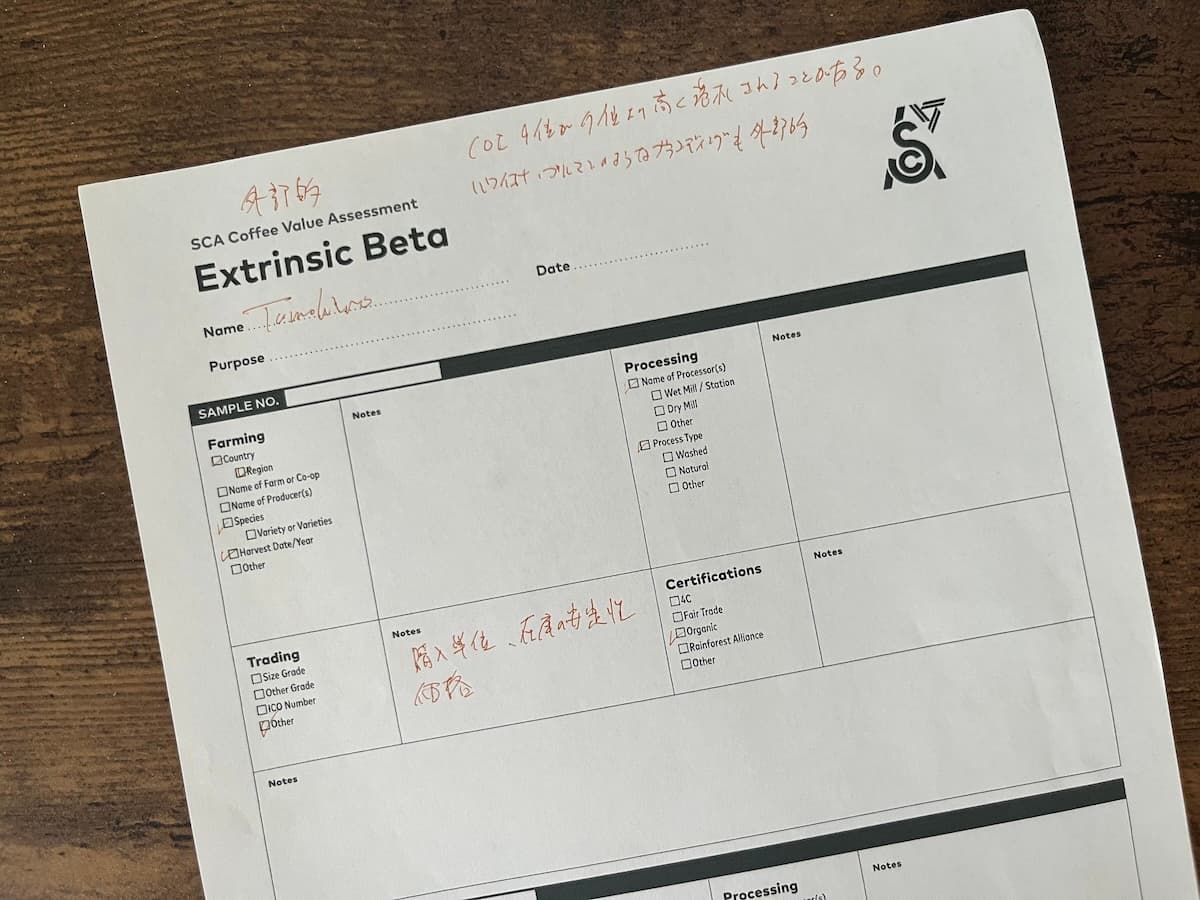 COE 4位が1位より高く落札されることがある。
ハワイコナ、ブルマンのようなブランディングも外部的
外部的
SCA
SCA Coffee Value Assessment
Extrinsic Beta
Name
Date
Purpose
SAMPLE NO.
Farming
Country
Region
Name of Farm or Co-op
Name of Producer(s)
Species
Variety or Varieties
Harvest Date/Year
Other
Notes
Processing
Name of Processor(s)
Wet Mill / Station
Dry Mill
Other
Process Type
Washed
Natural
Other
Notes
Trading
Size Grade
Other Grade
ICO Number
Other
Notes
購入単位、在庫の安定性
価格
Certifications
4C
Fair Trade
Organic
Rainforest Alliance
Other
Notes
Notes
Processing
Notes